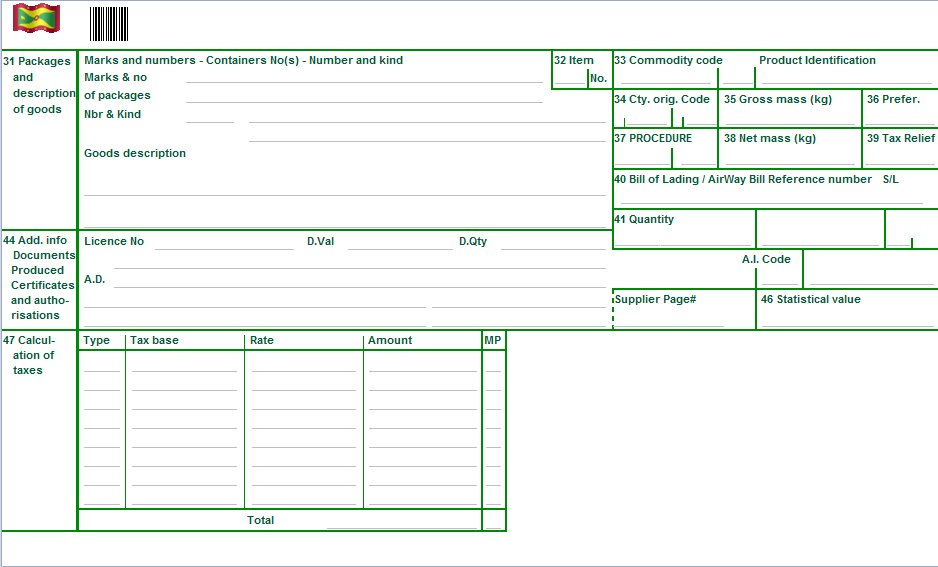 31 Packages and description of goods
Marks and numbers - Containers No(s) - Number and kind
Marks & no
of packages
Nbr & Kind
Goods description
32 Item
No.
33 Commodity code
Product Identification
34 Cty. orig. Code
35 Gross mass (kg)
36 Prefer.
37 PROCEDURE
38 Net mass (kg)
39 Tax Relief
40 Bill of Lading / AirWay Bill Reference number S/L
41 Quantity
44 Add. info
Documents
Produced
Certificates
and autho-
risations
Licence No
D.Val
D.Qty
A.D.
A.I. Code
Supplier Page#
46 Statistical value
47 Calcul-
ation of
taxes
Type
Tax base
Rate
Amount
MP
Total